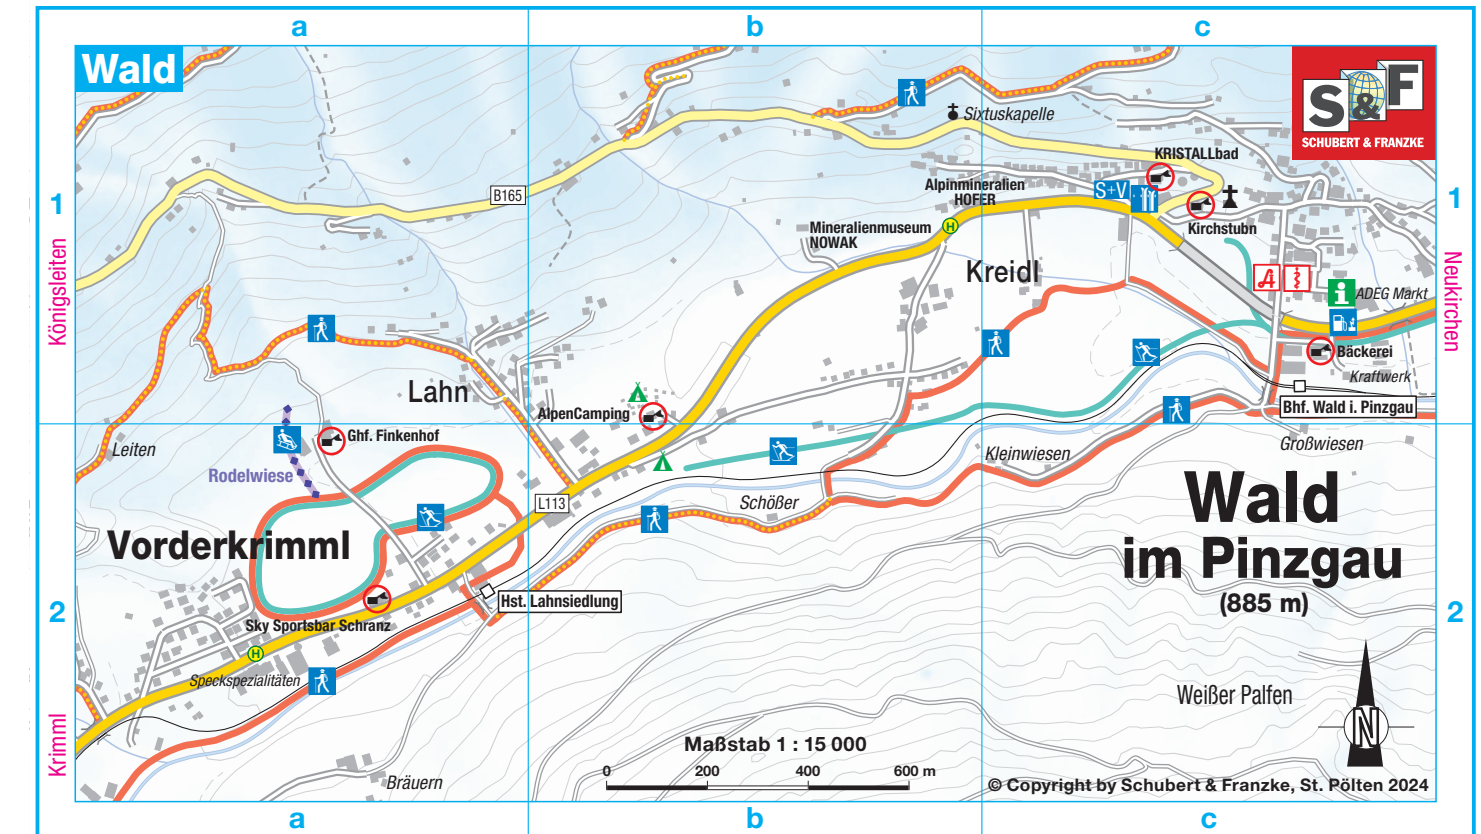 a
b
c
Wald
S&F
SCHUBERT & FRANZKE
Sixtuskapelle
KRISTALLbad
1
1
B165
Alpinmineralien
HOFER
S+V
Kirchstubn
Mineralienmuseum
NOWAK
H
Kreidl
Königsleiten
Neukirchen
i
ADEG Markt
Bäckerei
Kraftwerk
Lahn
AlpenCamping
Bhf. Wald i. Pinzgau
Ghf. Finkenhof
Leiten
Rodelwiese
Großwiesen
Kleinwiesen
L113
Schößer
Wald
im Pinzgau
(885 m)
Vorderkrimml
Hst. Lahnsiedlung
2
2
Sky Sportsbar Schranz
H
Speckspezialitäten
Weißer Palfen
N
Krimml
Bräuern
Maßstab 1 : 15 000
0 200 400 600 m
© Copyright by Schubert & Franzke, St. Pölten 2024
a
b
c